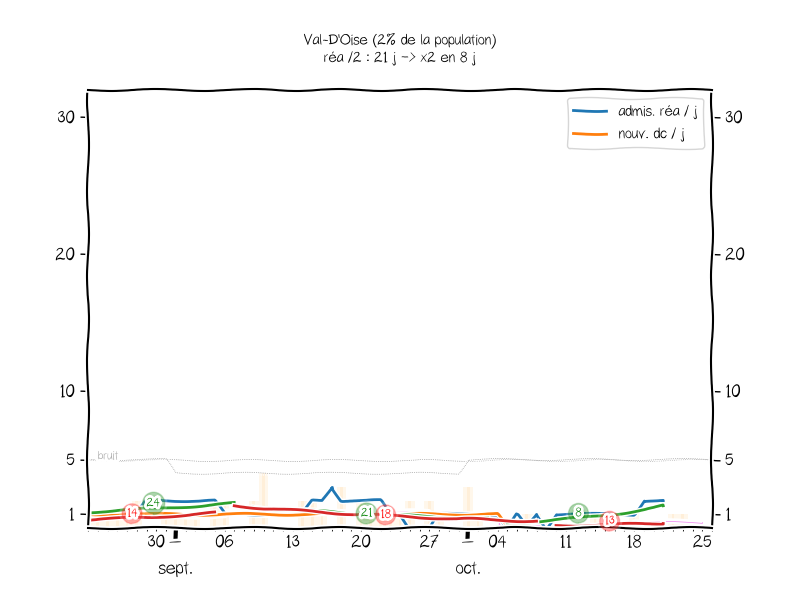 Val-D'Oise (2% de la population)
réa /2 : 21 j -> x2 en 8 j
admis. réa / j
nouv. dc / j
30 30
20 20
10 10
5 bruit 5
1 14 24 21 18 8 13 1
30 06 13 20 27 04 11 18 25
sept. oct.